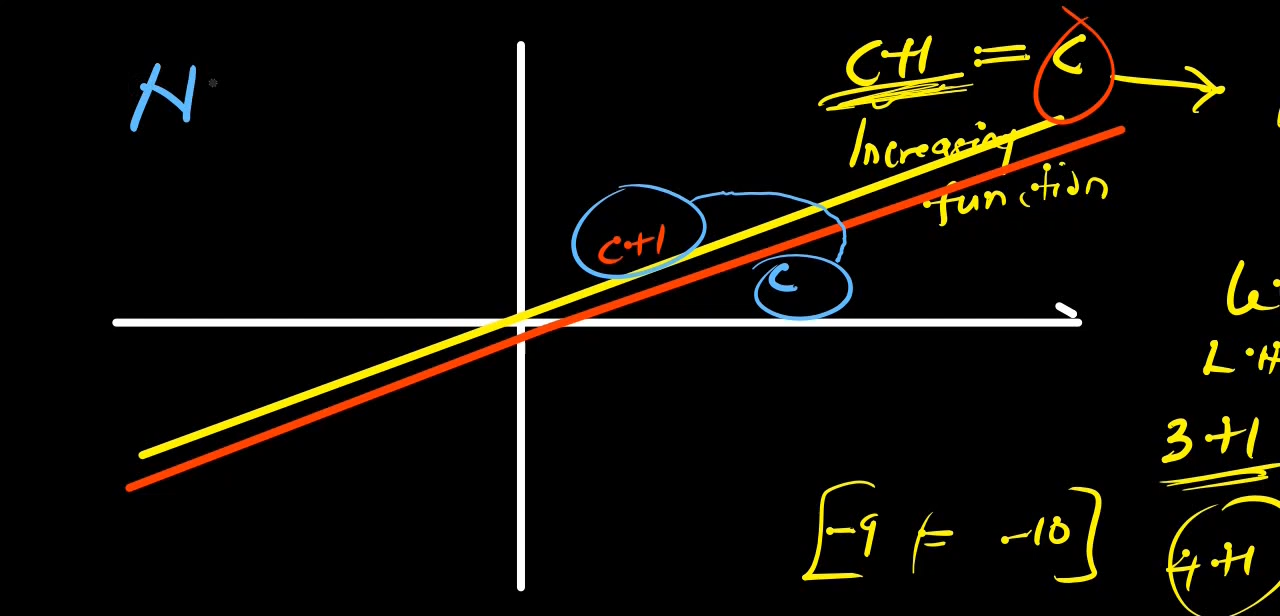 N
C+1 = C
Increasing
function
C+1
C
L.H
3+1
[-9 ≠ -10]
4+1